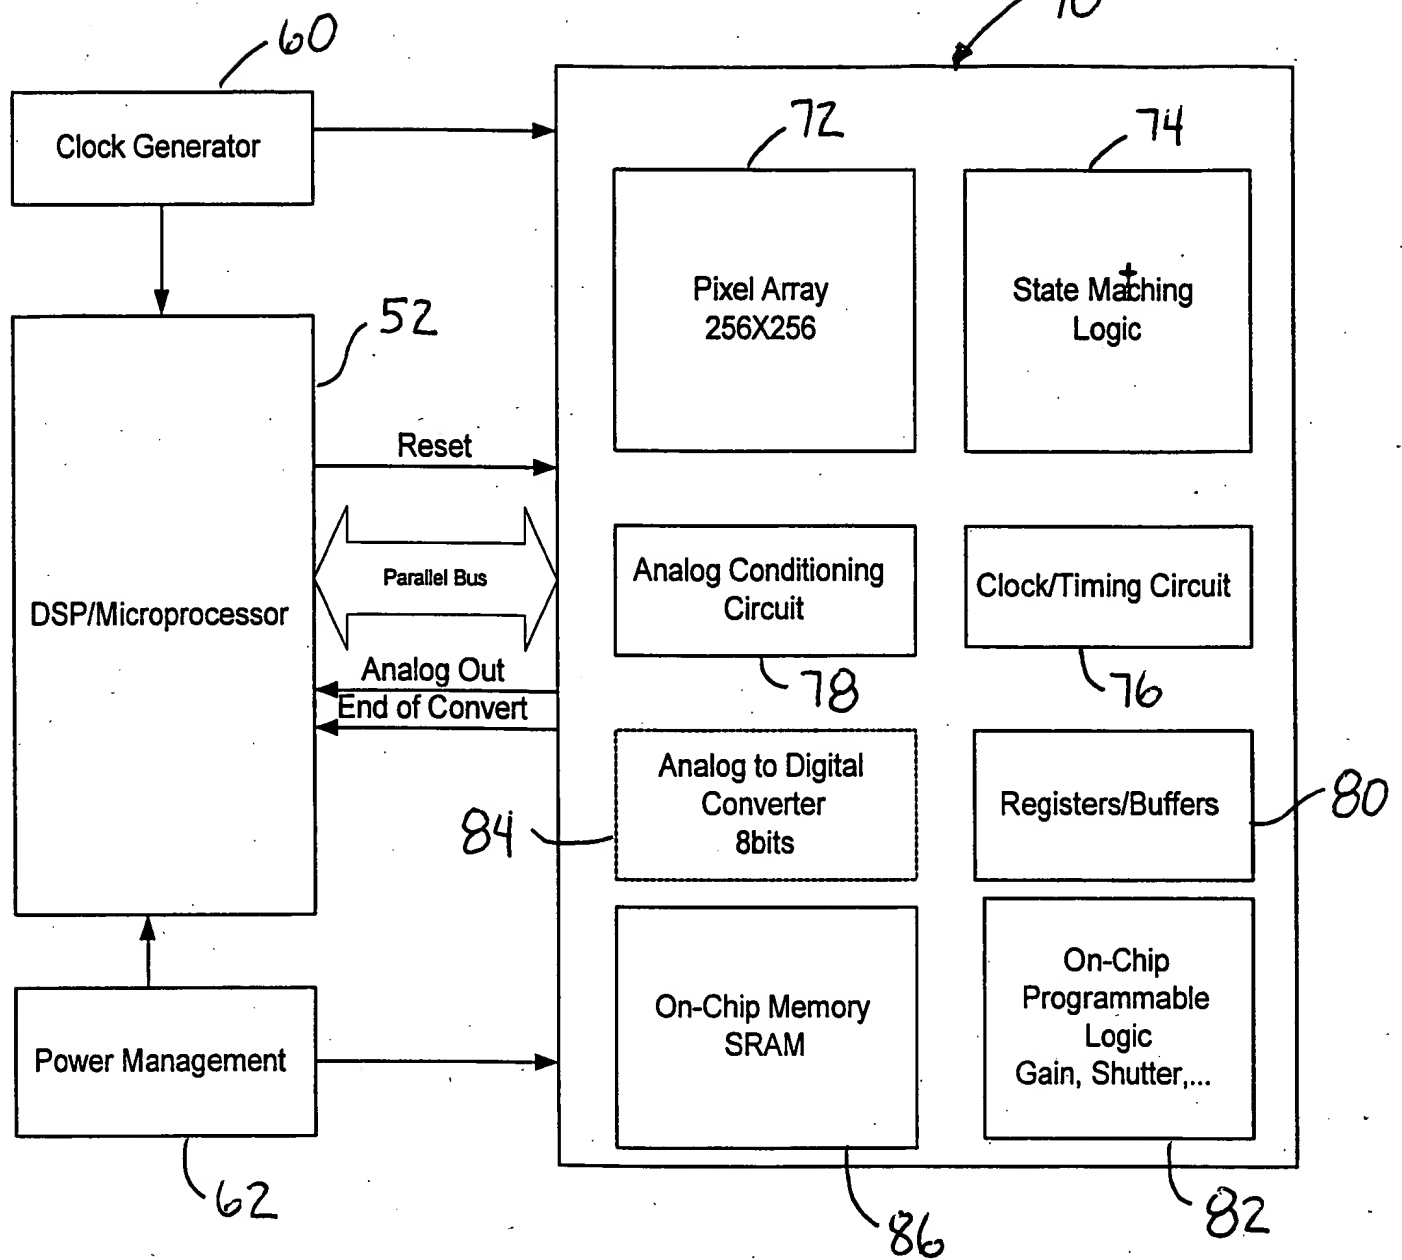 60
Clock Generator
72
74
Pixel Array
256X256
State Maching
Logic
52
Reset
Parallel Bus
DSP/Microprocessor
Analog Conditioning
Circuit
Clock/Timing Circuit
Analog Out
78
76
End of Convert
Analog to Digital
Converter
8bits
84
Registers/Buffers
80
On-Chip Memory
SRAM
On-Chip
Programmable
Logic
Gain, Shutter,...
Power Management
62
86
82